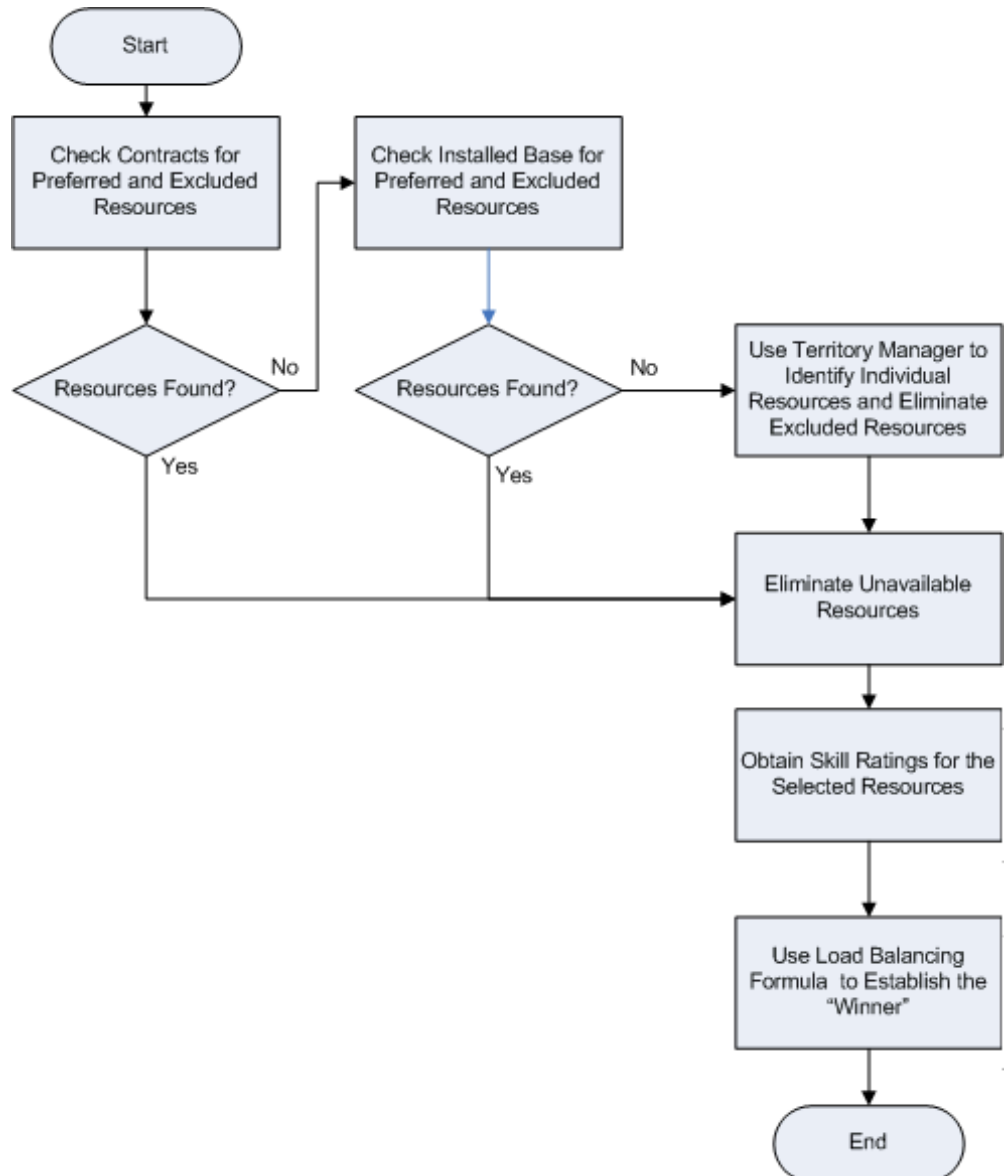 Start
Check Contracts for
Preferred and Excluded
Resources
Check Installed Base for
Preferred and Excluded
Resources
Resources Found?
No
Yes
Resources Found?
No
Yes
Use Territory Manager to
Identify Individual
Resources and Eliminate
Excluded Resources
Eliminate Unavailable
Resources
Obtain Skill Ratings for the
Selected Resources
Use Load Balancing
Formula  to Establish the
“Winner”
End